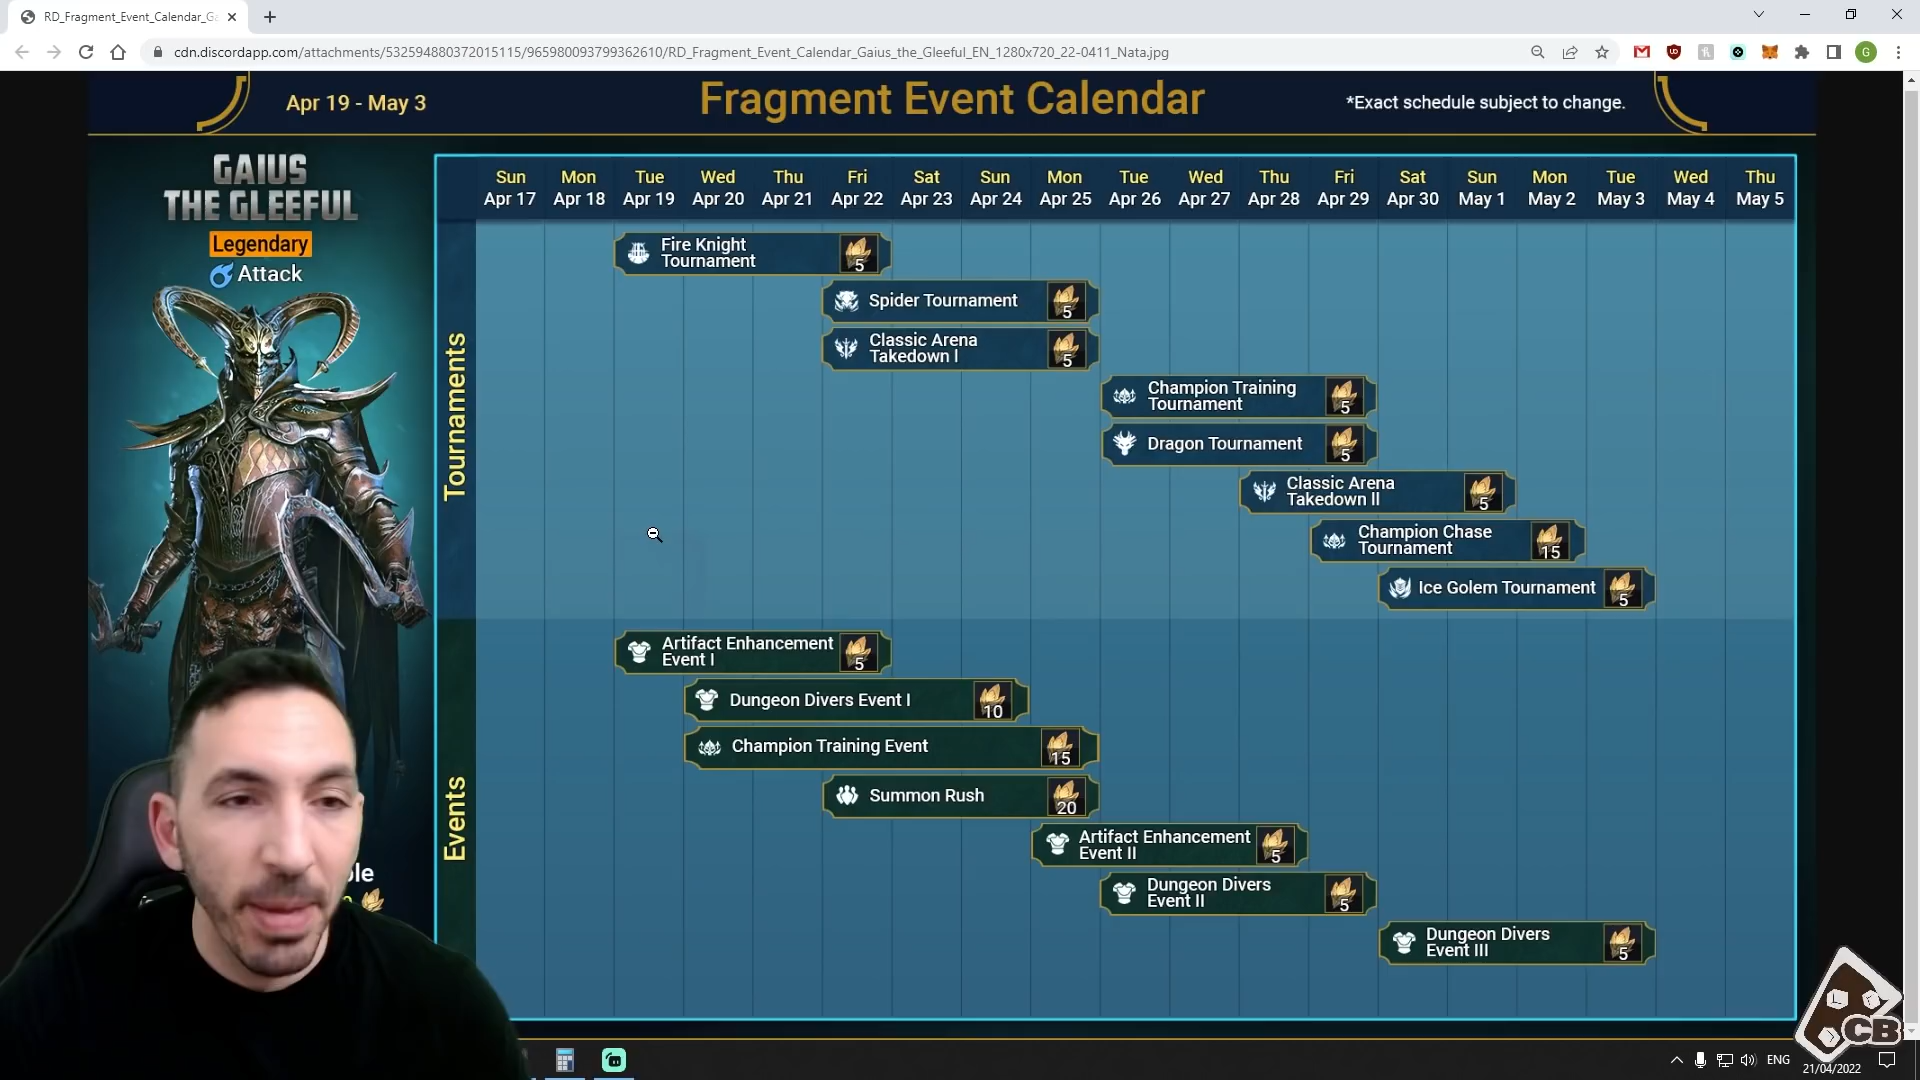 RD_Fragment_Event_Calendar_Ga
cdn.discordapp.com/attachments/532594880372015115/965980093799362610/RD_Fragment_Event_Calendar_Gaius_the_Gleeful_EN_1280x720_22-0411_Nata.jpg
G
Apr 19 - May 3
Fragment Event Calendar
*Exact schedule subject to change.
GAIUS
THE GLEEFUL
Legendary
Attack
Sun Mon Tue Wed Thu Fri Sat Sun Mon Tue Wed Thu Fri Sat Sun Mon Tue Wed Thu
Apr 17 Apr 18 Apr 19 Apr 20 Apr 21 Apr 22 Apr 23 Apr 24 Apr 25 Apr 26 Apr 27 Apr 28 Apr 29 Apr 30 May 1 May 2 May 3 May 4 May 5
Tournaments
Fire Knight
Tournament
5
Spider Tournament
5
Classic Arena
Takedown I
5
Champion Training
Tournament
5
Dragon Tournament
5
Classic Arena
Takedown II
5
Champion Chase
Tournament
15
Ice Golem Tournament
5
Events
Artifact Enhancement
Event I
5
Dungeon Divers Event I
10
Champion Training Event
15
Summon Rush
20
Artifact Enhancement
Event II
5
Dungeon Divers
Event II
5
Dungeon Divers
Event III
5
CB
ENG
21/04/2022